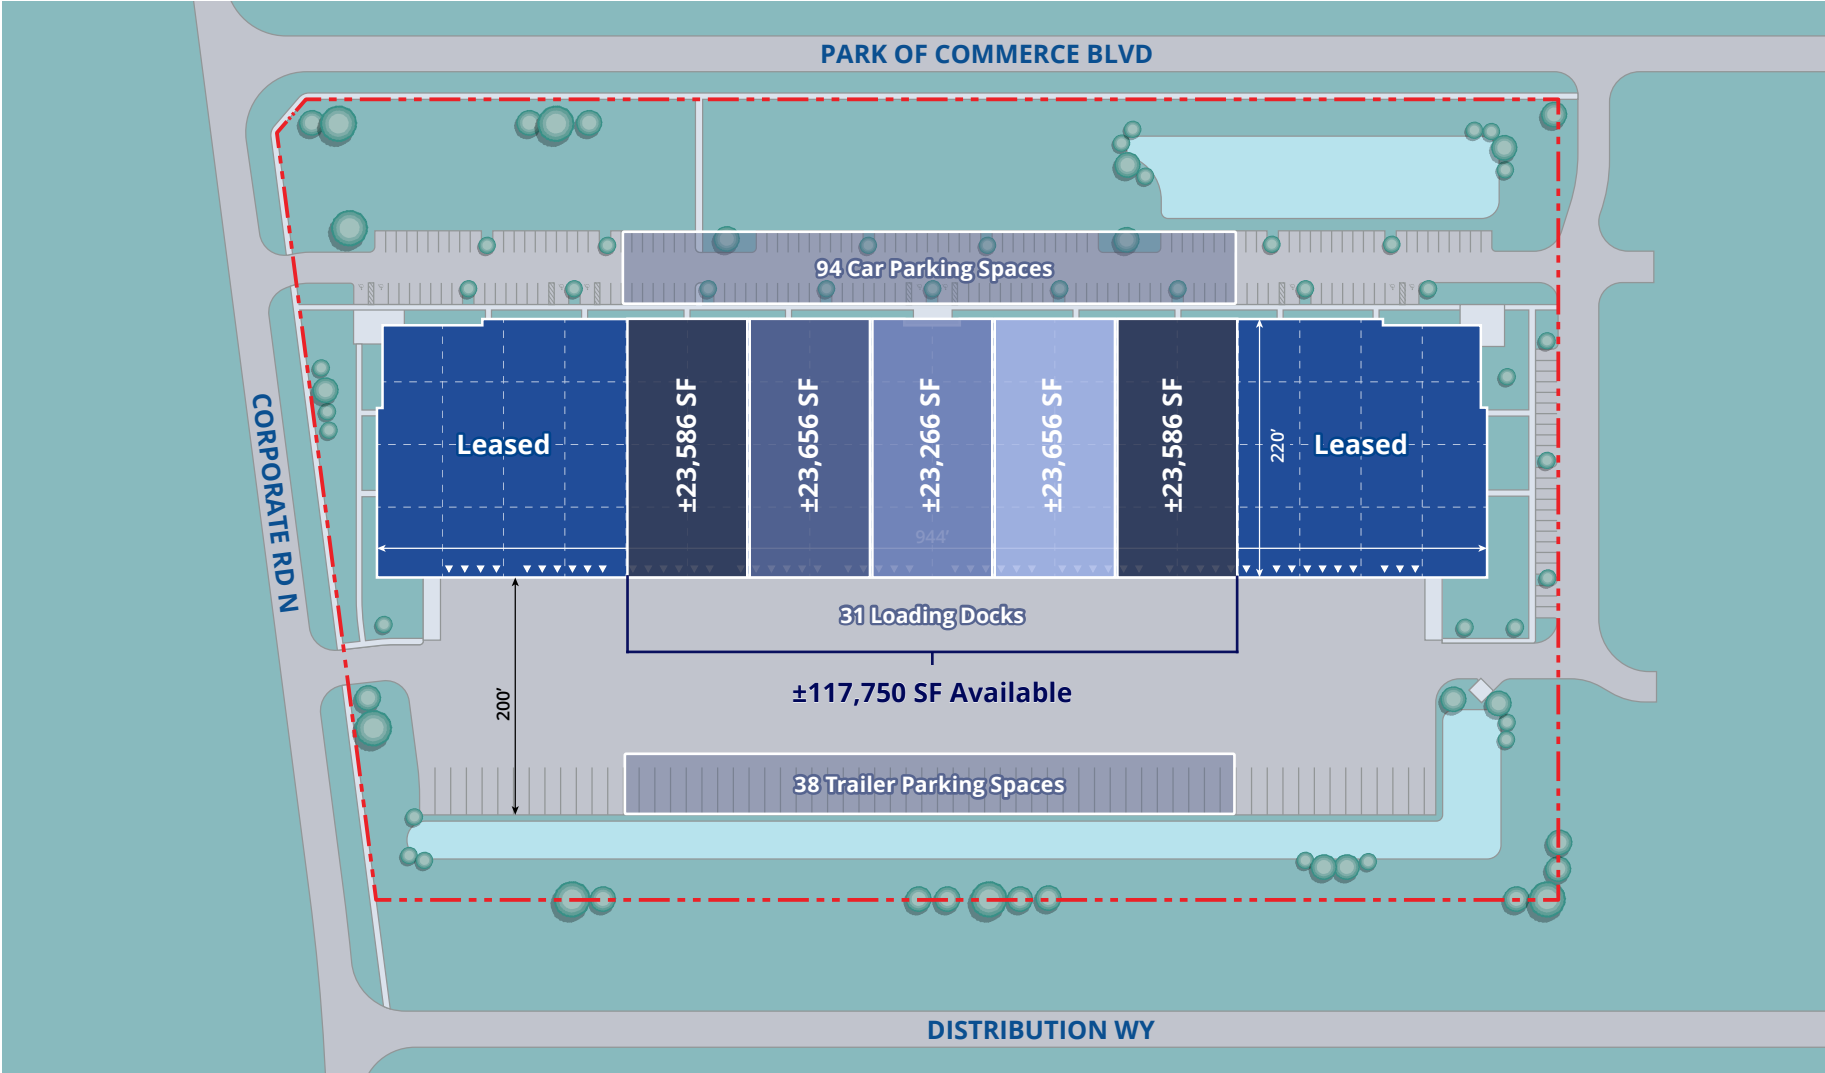 PARK OF COMMERCE BLVD
94 Car Parking Spaces
CORPORATE RD N
Leased
±23,586 SF
±23,656 SF
±23,266 SF
±23,656 SF
±23,586 SF
220’
Leased
944’
31 Loading Docks
±117,750 SF Available
200’
38 Trailer Parking Spaces
DISTRIBUTION WY